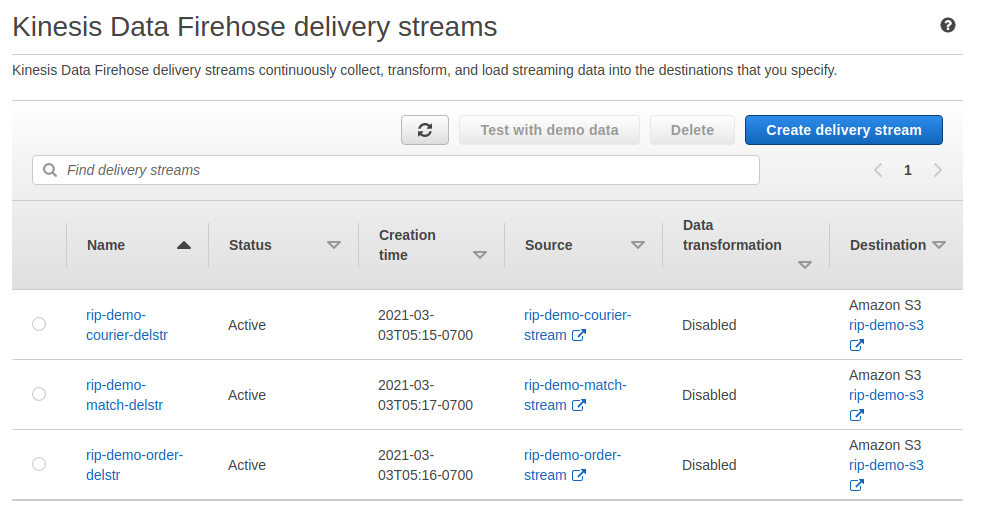 Kinesis Data Firehose delivery streams
Kinesis Data Firehose delivery streams continuously collect, transform, and load streaming data into the destinations that you specify.
Test with demo data Delete Create delivery stream
Find delivery streams 1
Name Status Creation time Source Data transformation Destination
rip-demo-courier-delstr Active 2021-03-03T05:15-0700 rip-demo-courier-stream Disabled Amazon S3 rip-demo-s3
rip-demo-match-delstr Active 2021-03-03T05:17-0700 rip-demo-match-stream Disabled Amazon S3 rip-demo-s3
rip-demo-order-delstr Active 2021-03-03T05:16-0700 rip-demo-order-stream Disabled Amazon S3 rip-demo-s3